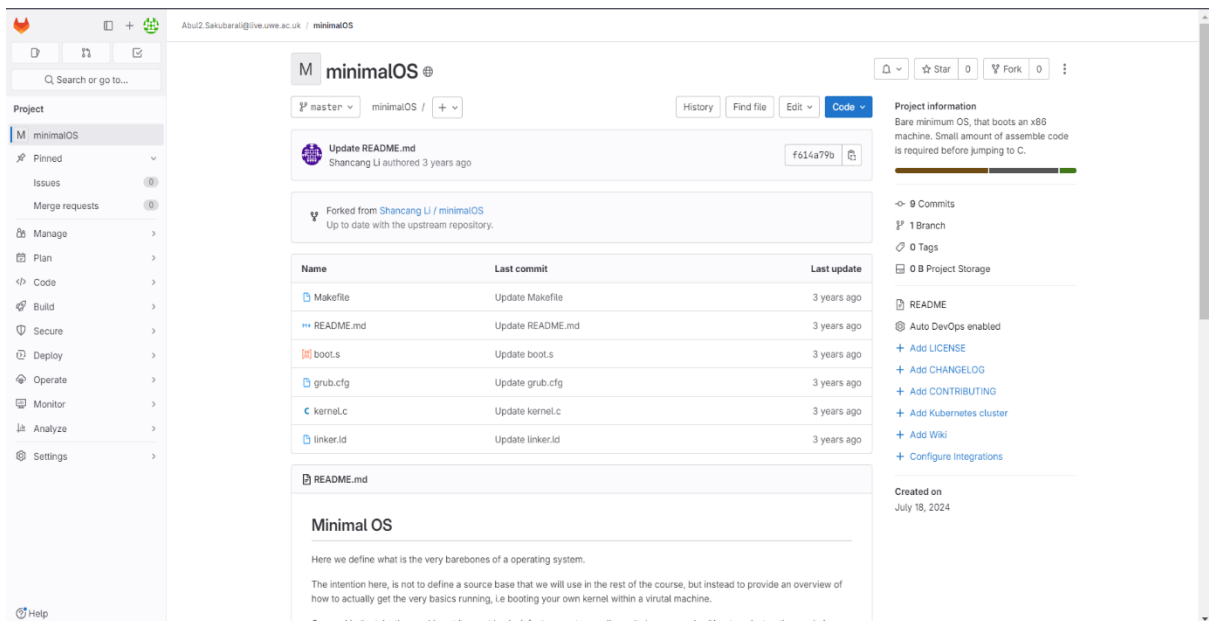 Abul2.Sakubarali@live.uwe.ac.uk / minimalOS
Search or go to...
Project
M minimalOS
Pinned
Issues 0
Merge requests 0
Manage
Plan
Code
Build
Secure
Deploy
Operate
Monitor
Analyze
Settings
Help
M minimalOS
Star 0 Fork 0
master minimalOS / +
History Find file Edit Code
Update README.md
Shancang Li authored 3 years ago
f614a79b
Forked from Shancang Li / minimalOS
Up to date with the upstream repository.
Name Last commit Last update
Makefile Update Makefile 3 years ago
README.md Update README.md 3 years ago
boot.s Update boot.s 3 years ago
grub.cfg Update grub.cfg 3 years ago
kernel.c Update kernel.c 3 years ago
linker.ld Update linker.ld 3 years ago
README.md
Minimal OS
Here we define what is the very barebones of a operating system.
The intention here, is not to define a source base that we will use in the rest of the course, but instead to provide an overview of
how to actually get the very basics running, i.e booting your own kernel within a virutal machine.
Project information
Bare minimum OS, that boots an x86
machine. Small amount of assemble code
is required before jumping to C.
9 Commits
1 Branch
0 Tags
0 B Project Storage
README
Auto DevOps enabled
+ Add LICENSE
+ Add CHANGELOG
+ Add CONTRIBUTING
+ Add Kubernetes cluster
+ Add Wiki
+ Configure Integrations
Created on
July 18, 2024